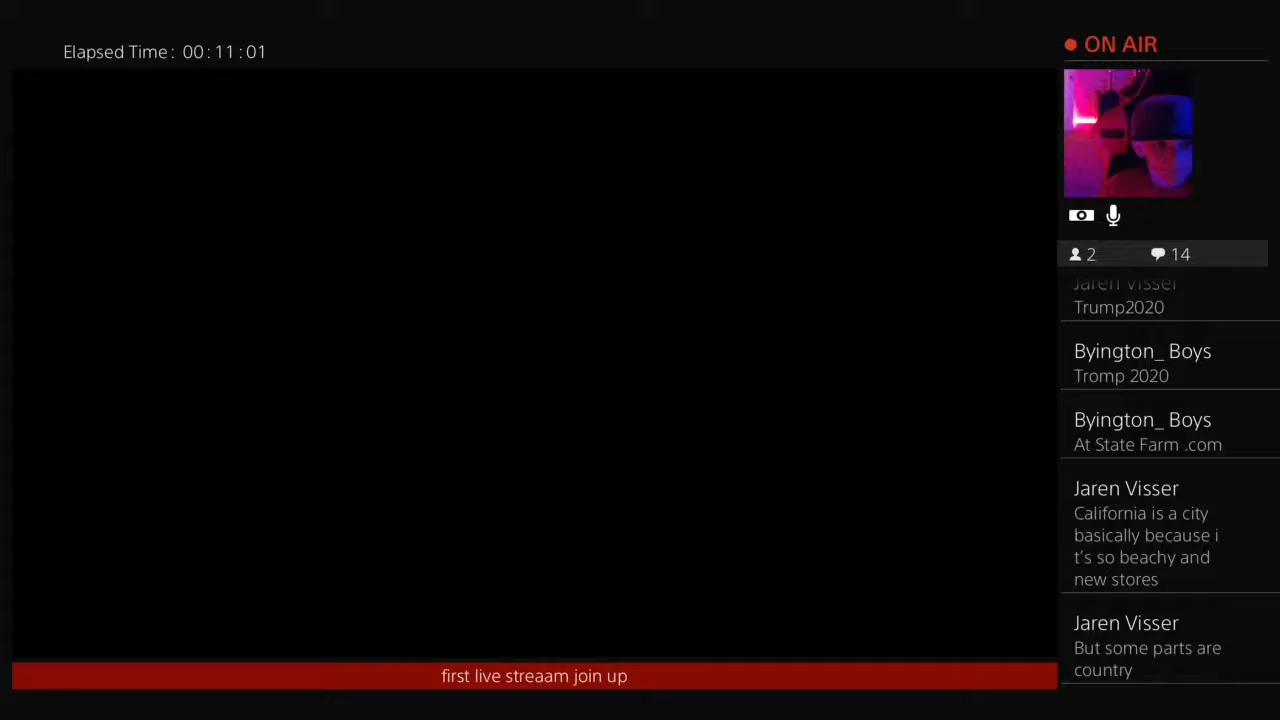 Elapsed Time: 00:11:01
ON AIR
2 14
Jaren Visser
Trump2020
Byington_ Boys
Tromp 2020
Byington_ Boys
At State Farm .com
Jaren Visser
California is a city
basically because i
t's so beachy and
new stores
Jaren Visser
But some parts are
country
first live streaam join up